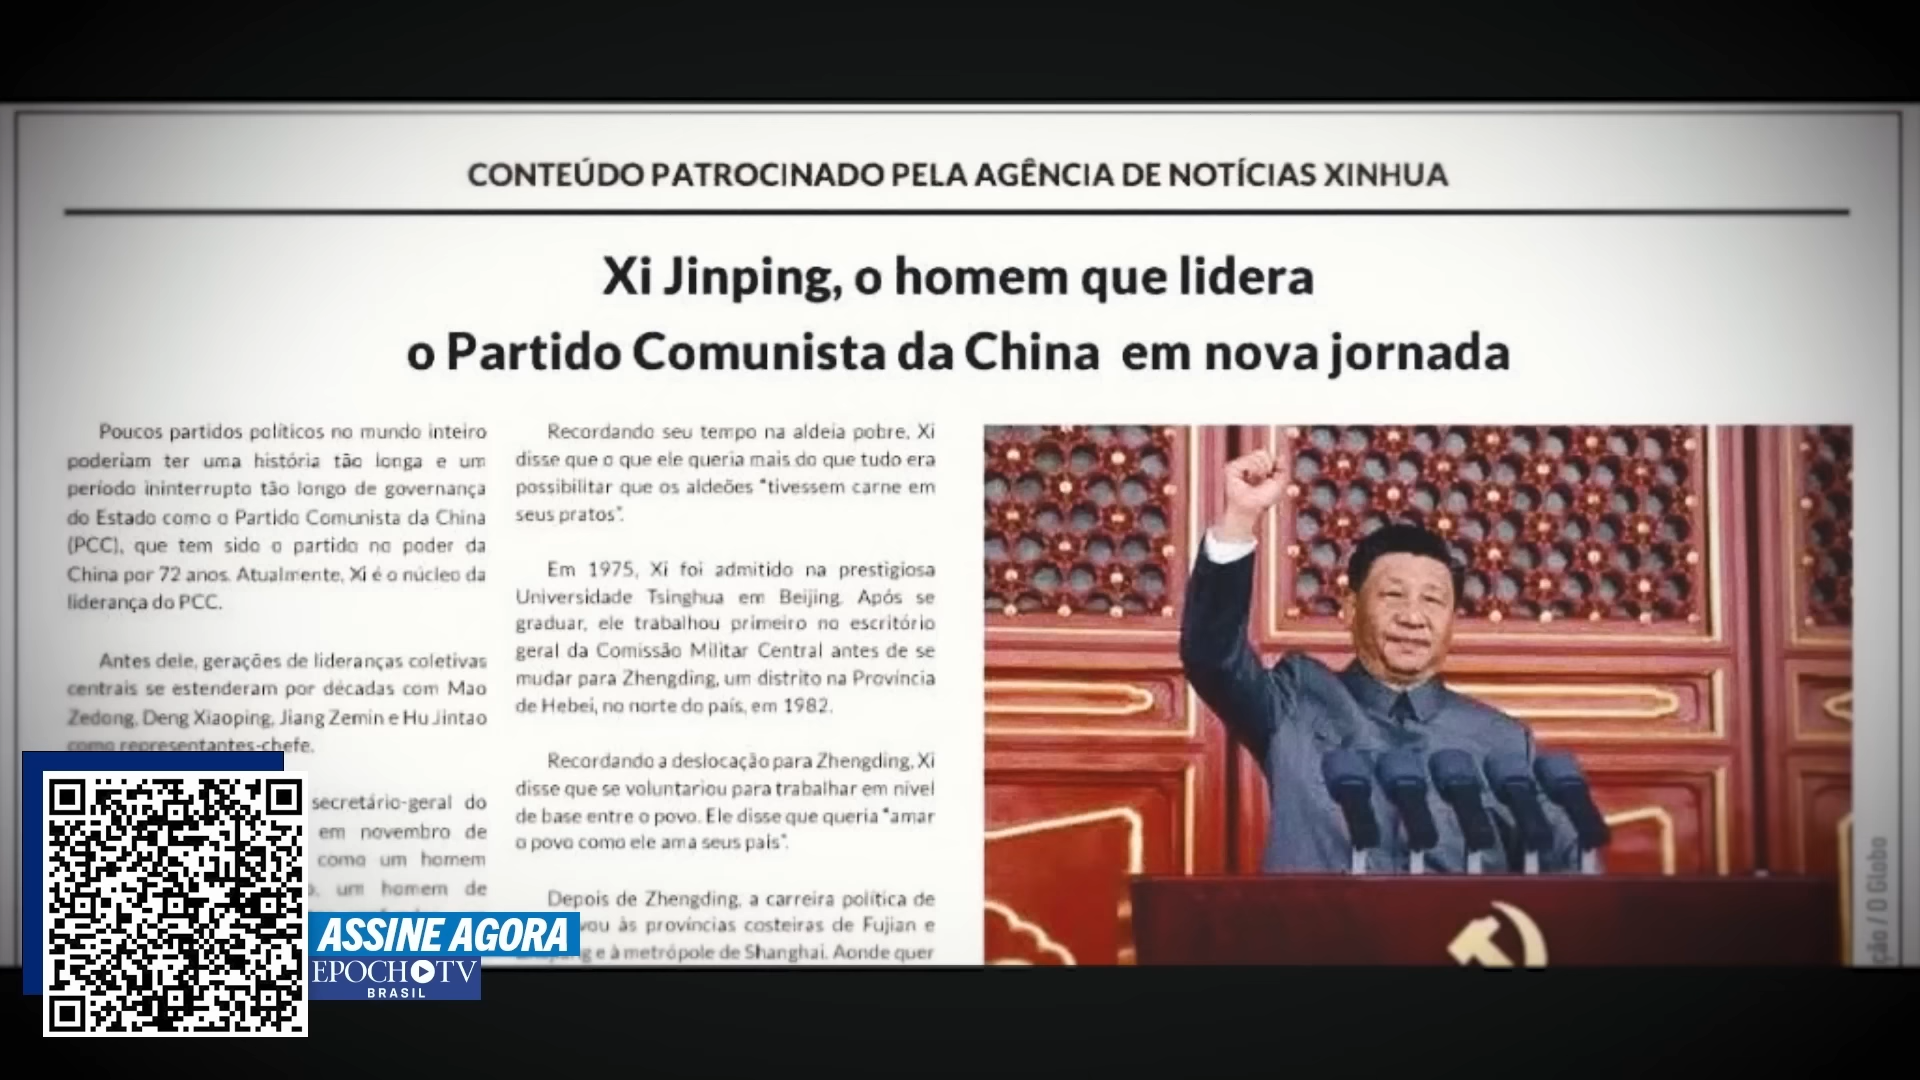 CONTEÚDO PATROCINADO PELA AGÊNCIA DE NOTÍCIAS XINHUA
Xi Jinping, o homem que lidera
o Partido Comunista da China em nova jornada
Poucos partidos políticos no mundo inteiro
poderiam ter uma história tão longa e um
período ininterrupto tão longo de governança
do Estado como o Partido Comunista da China
(PCC), que tem sido o partido no poder da
China por 72 anos. Atualmente, Xi é o núcleo da
liderança do PCC.
Antes dele, gerações de lideranças coletivas
centrais se estenderam por décadas com Mao
Zedong, Deng Xiaoping, Jiang Zemin e Hu Jintao
como representantes-chefe.
secretário-geral do
em novembro de
como um homem
um homem de
Recordando seu tempo na aldeia pobre, Xi
disse que o que ele queria mais do que tudo era
possibilitar que os aldeões "tivessem carne em
seus pratos".
Em 1975, Xi foi admitido na prestigiosa
Universidade Tsinghua em Beijing. Após se
graduar, ele trabalhou primeiro no escritório
geral da Comissão Militar Central antes de se
mudar para Zhengding, um distrito na Província
de Hebei, no norte do país, em 1982.
Recordando a deslocação para Zhengding, Xi
disse que se voluntariou para trabalhar em nível
de base entre o povo. Ele disse que queria "amar
o povo como ele ama seus pais".
Depois de Zhengding, a carreira política de
às províncias costeiras de Fujian e
e à metrópole de Shanghai. Aonde quer
/ O Globo
ASSINE AGORA
EPOCH TV
BRASIL